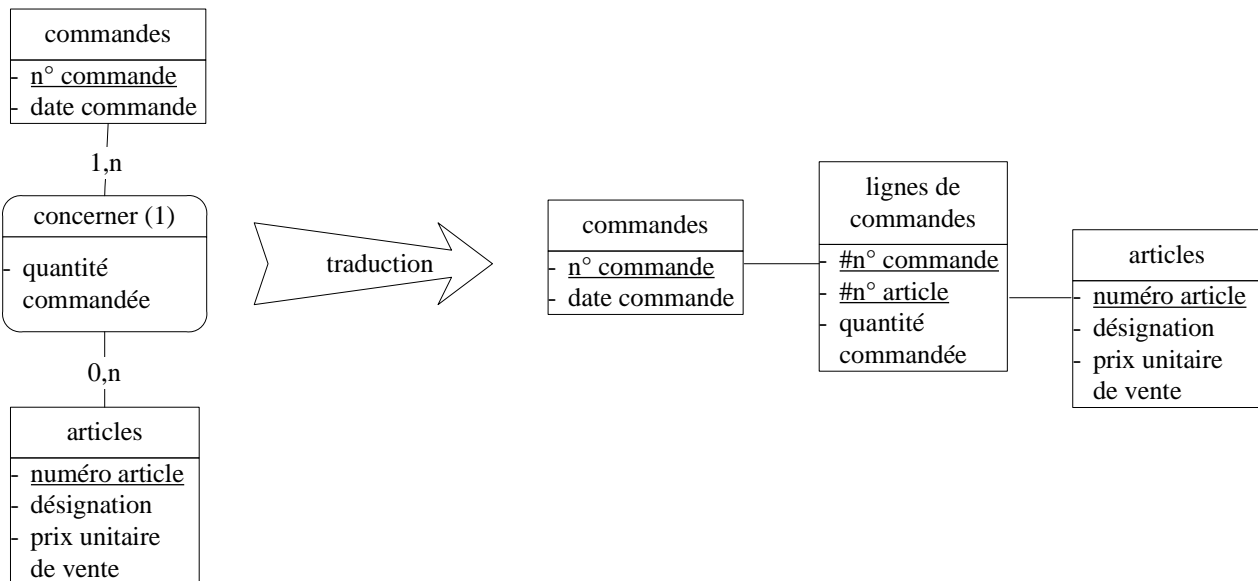 commandes
- n° commande
- date commande
1,n
concerner (1)
- quantité
commandée
0,n
articles
- numéro article
- désignation
- prix unitaire
de vente
traduction
commandes
- n° commande
- date commande
lignes de
commandes
- #n° commande
- #n° article
- quantité
commandée
articles
- numéro article
- désignation
- prix unitaire
de vente